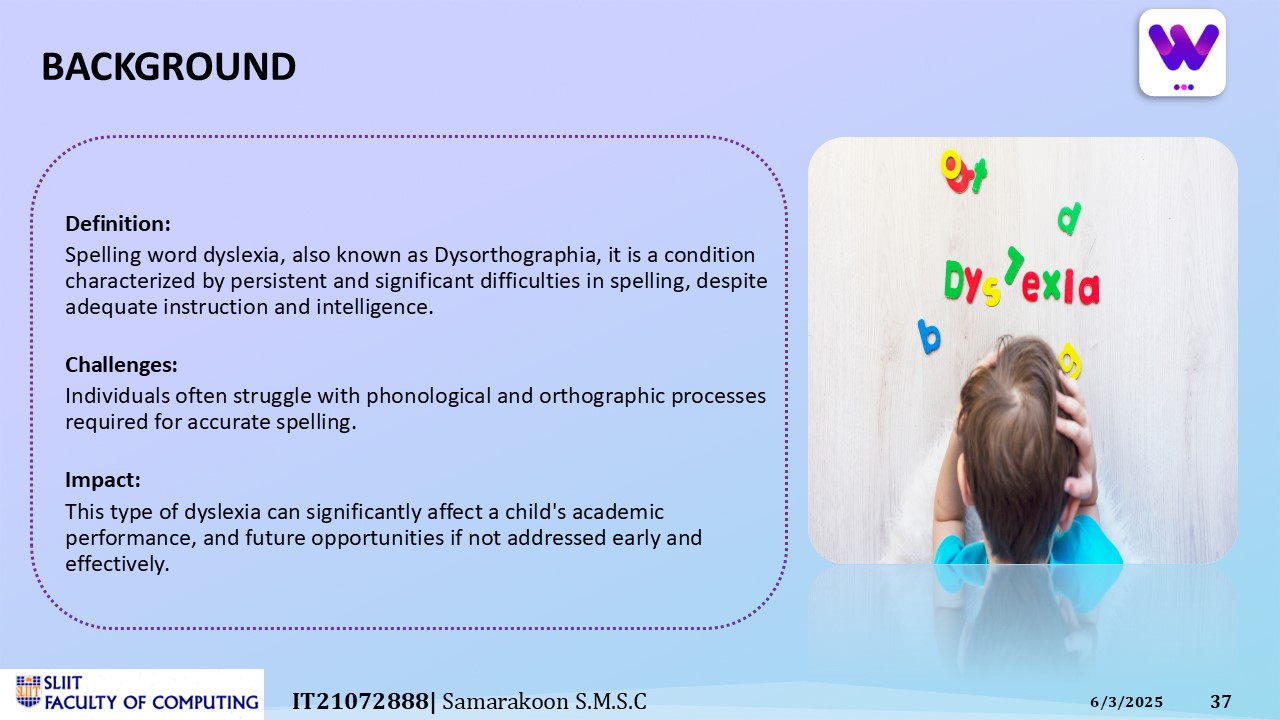 BACKGROUND
W
Definition:
Spelling word dyslexia, also known as Dysorthographia, it is a condition
characterized by persistent and significant difficulties in spelling, despite
adequate instruction and intelligence.
Challenges:
Individuals often struggle with phonological and orthographic processes
required for accurate spelling.
Impact:
This type of dyslexia can significantly affect a child's academic
performance, and future opportunities if not addressed early and
effectively.
d
Dyslexia
b
g
SLIIT
FACULTY OF COMPUTING
IT21072888| Samarakoon S.M.S.C
6/3/2025
37